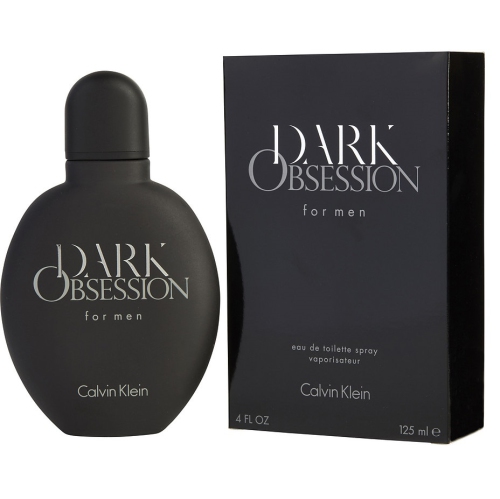 DARK
OBSESSION
for men
Calvin Klein
DARK
OBSESSION
for men
eau de toilette spray
vaporisateur
Calvin Klein
4 FL OZ 125 ml ℮